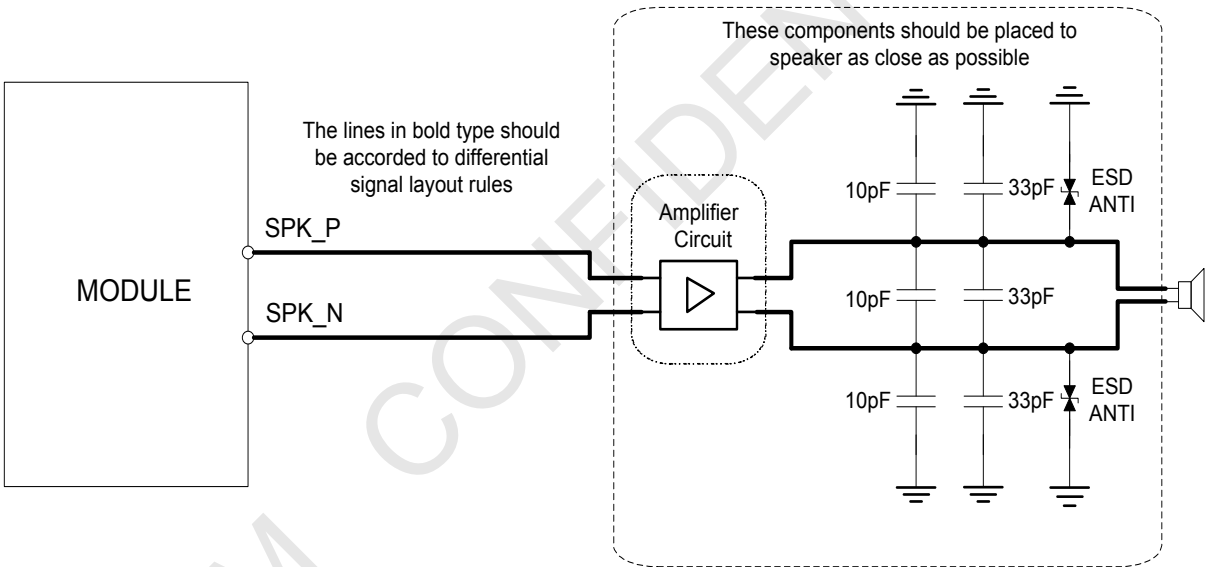 These components should be placed to
speaker as close as possible
The lines in bold type should
be accorded to differential
signal layout rules
10pF
33pF
ESD
ANTI
Amplifier
Circuit
SPK_P
MODULE
10pF
33pF
SPK_N
10pF
33pF
ESD
ANTI
CONFIDEN
M